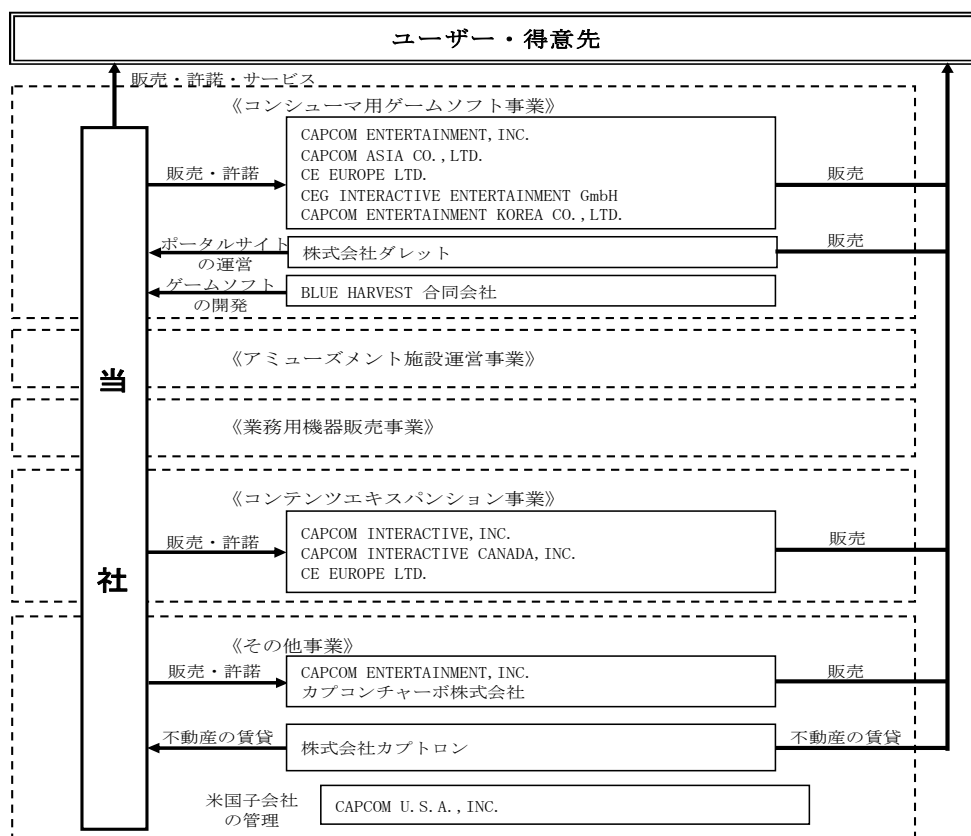 ユーザー・得意先
販売・許諾・サービス
《コンシューマ用ゲームソフト事業》
販売・許諾
CAPCOM ENTERTAINMENT,INC.
CAPCOM ASIA CO.,LTD.
CE EUROPE LTD.
CEG INTERACTIVE ENTERTAINMENT GmbH
CAPCOM ENTERTAINMENT KOREA CO.,LTD.
販売
ポータルサイト
の運営
株式会社ダレット
販売
ゲームソフト
の開発
BLUE HARVEST 合同会社
《アミューズメント施設運営事業》
当
社
《業務用機器販売事業》
《コンテンツエキスパンション事業》
販売・許諾
CAPCOM INTERACTIVE,INC.
CAPCOM INTERACTIVE CANADA,INC.
CE EUROPE LTD.
販売
《その他事業》
販売・許諾
CAPCOM ENTERTAINMENT,INC.
カプコンチャーボ株式会社
販売
不動産の賃貸
株式会社カプトロン
不動産の賃貸
米国子会社
の管理
CAPCOM U.S.A.,INC.